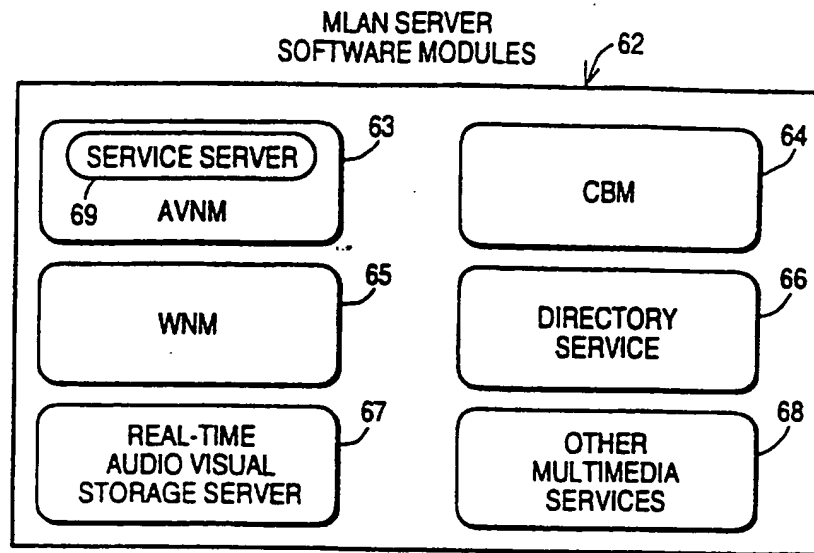 MLAN SERVER
SOFTWARE MODULES
62
SERVICE SERVER
69
AVNM
63
CBM
64
WNM
65
DIRECTORY
SERVICE
66
REAL-TIME
AUDIO VISUAL
STORAGE SERVER
67
OTHER
MULTIMEDIA
SERVICES
68